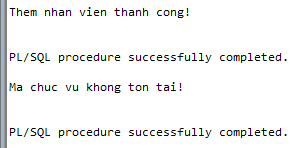 Them nhan vien thanh cong!
PL/SQL procedure successfully completed.
Ma chuc vu khong ton tai!
PL/SQL procedure successfully completed.